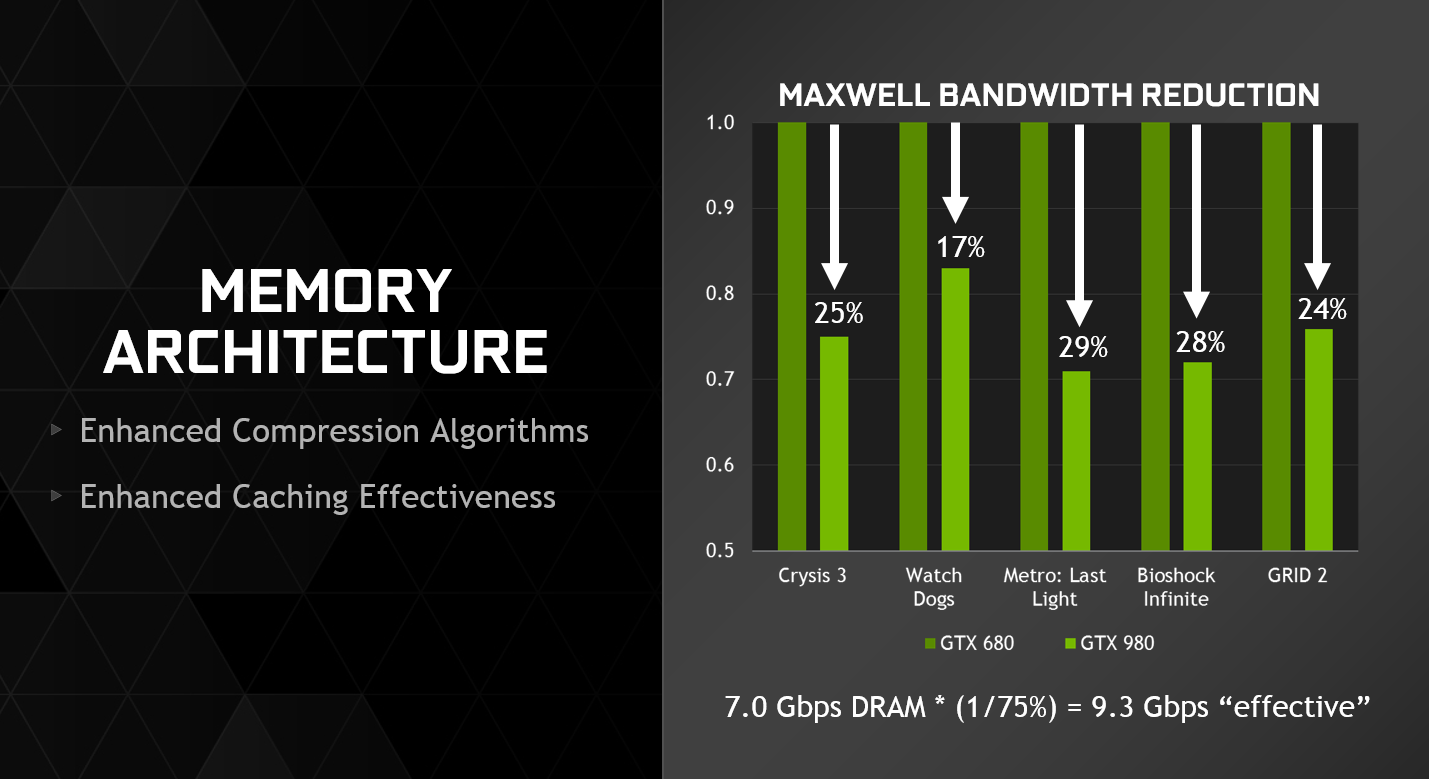 MEMORY
ARCHITECTURE
Enhanced Compression Algorithms
Enhanced Caching Effectiveness
MAXWELL BANDWIDTH REDUCTION
1.0
0.9
0.8
0.7
0.6
0.5
25%
17%
29%
28%
24%
Crysis 3
Watch
Dogs
Metro: Last
Light
Bioshock
Infinite
GRID 2
GTX 680
GTX 980
7.0 Gbps DRAM * (1/75%) = 9.3 Gbps “effective”